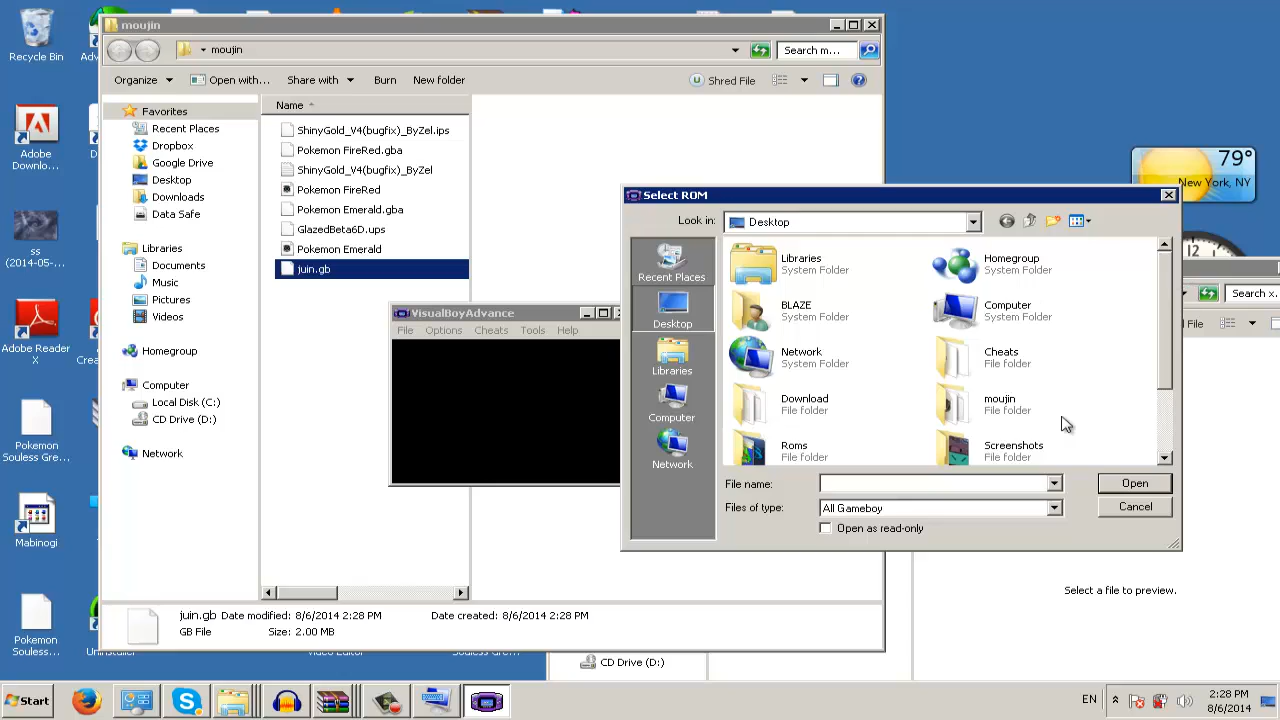 Recycle Bin
Adobe
Downlo...
ss
(2014-05-...
Adobe Reader
X
Pokemon
Souless Gre...
Mabinogi
Pokemon
Souless...
moujin
moujin
Search m...
Organize
Open with...
Share with
Burn
New folder
Shred File
Favorites
Recent Places
Dropbox
Google Drive
Desktop
Downloads
Data Safe
Libraries
Documents
Music
Pictures
Videos
Homegroup
Computer
Local Disk (C:)
CD Drive (D:)
Network
Name
ShinyGold_V4(bugfix)_ByZel.ips
Pokemon FireRed.gba
ShinyGold_V4(bugfix)_ByZel
Pokemon FireRed
Pokemon Emerald.gba
GlazedBeta6D.ups
Pokemon Emerald
juin.gb
juin.gb Date modified: 8/6/2014 2:28 PM Date created: 8/6/2014 2:28 PM
GB File Size: 2.00 MB
VisualBoyAdvance
File Options Cheats Tools Help
Select ROM
Look in: Desktop
Recent Places
Desktop
Libraries
Computer
Network
Libraries
System Folder
Homegroup
System Folder
BLAZE
System Folder
Computer
System Folder
Network
System Folder
Cheats
File folder
Download
File folder
moujin
File folder
Roms
File folder
Screenshots
File folder
File name:
Open
Files of type: All Gameboy
Cancel
Open as read-only
79°
New York, NY
Search x...
File
Select a file to preview.
CD Drive (D:)
Start
EN
2:28 PM
8/6/2014